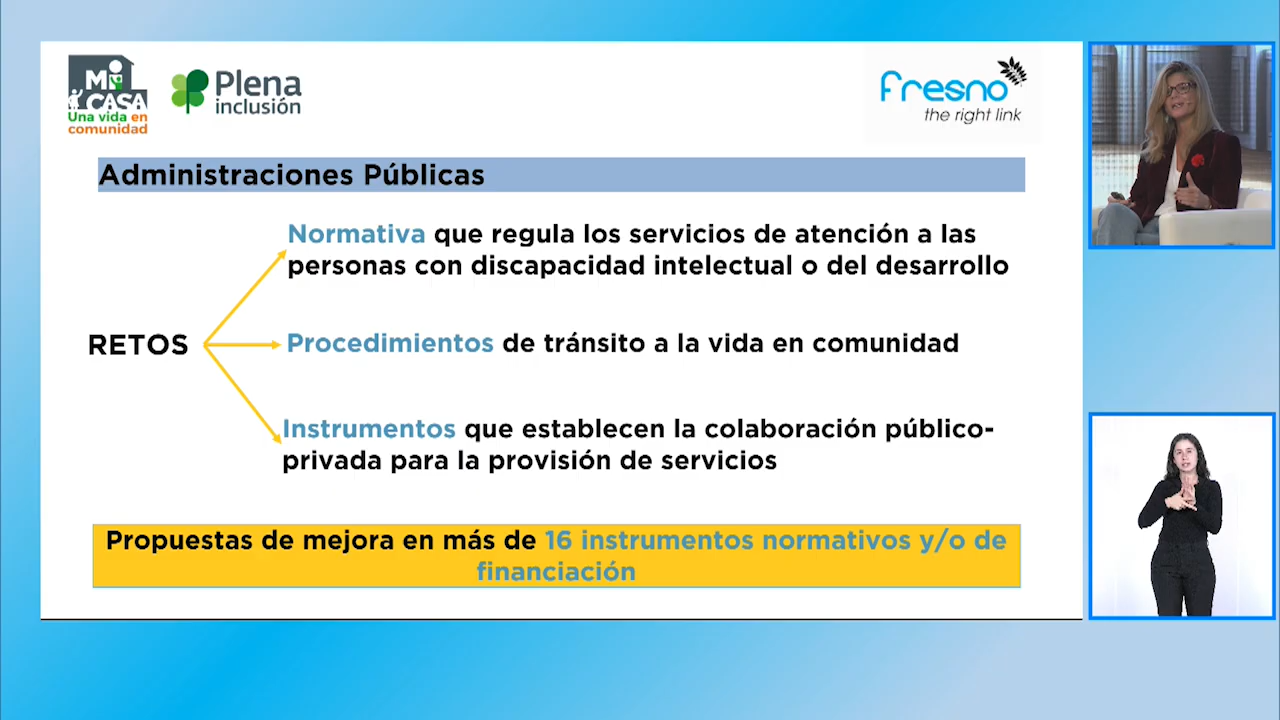 Mi
CASA
Una vida en
comunidad
Plena
inclusión
fresno
the right link
Administraciones Públicas
Normativa que regula los servicios de atención a las
personas con discapacidad intelectual o del desarrollo
RETOS
Procedimientos de tránsito a la vida en comunidad
Instrumentos que establecen la colaboración público-
privada para la provisión de servicios
Propuestas de mejora en más de 16 instrumentos normativos y/o de
financiación